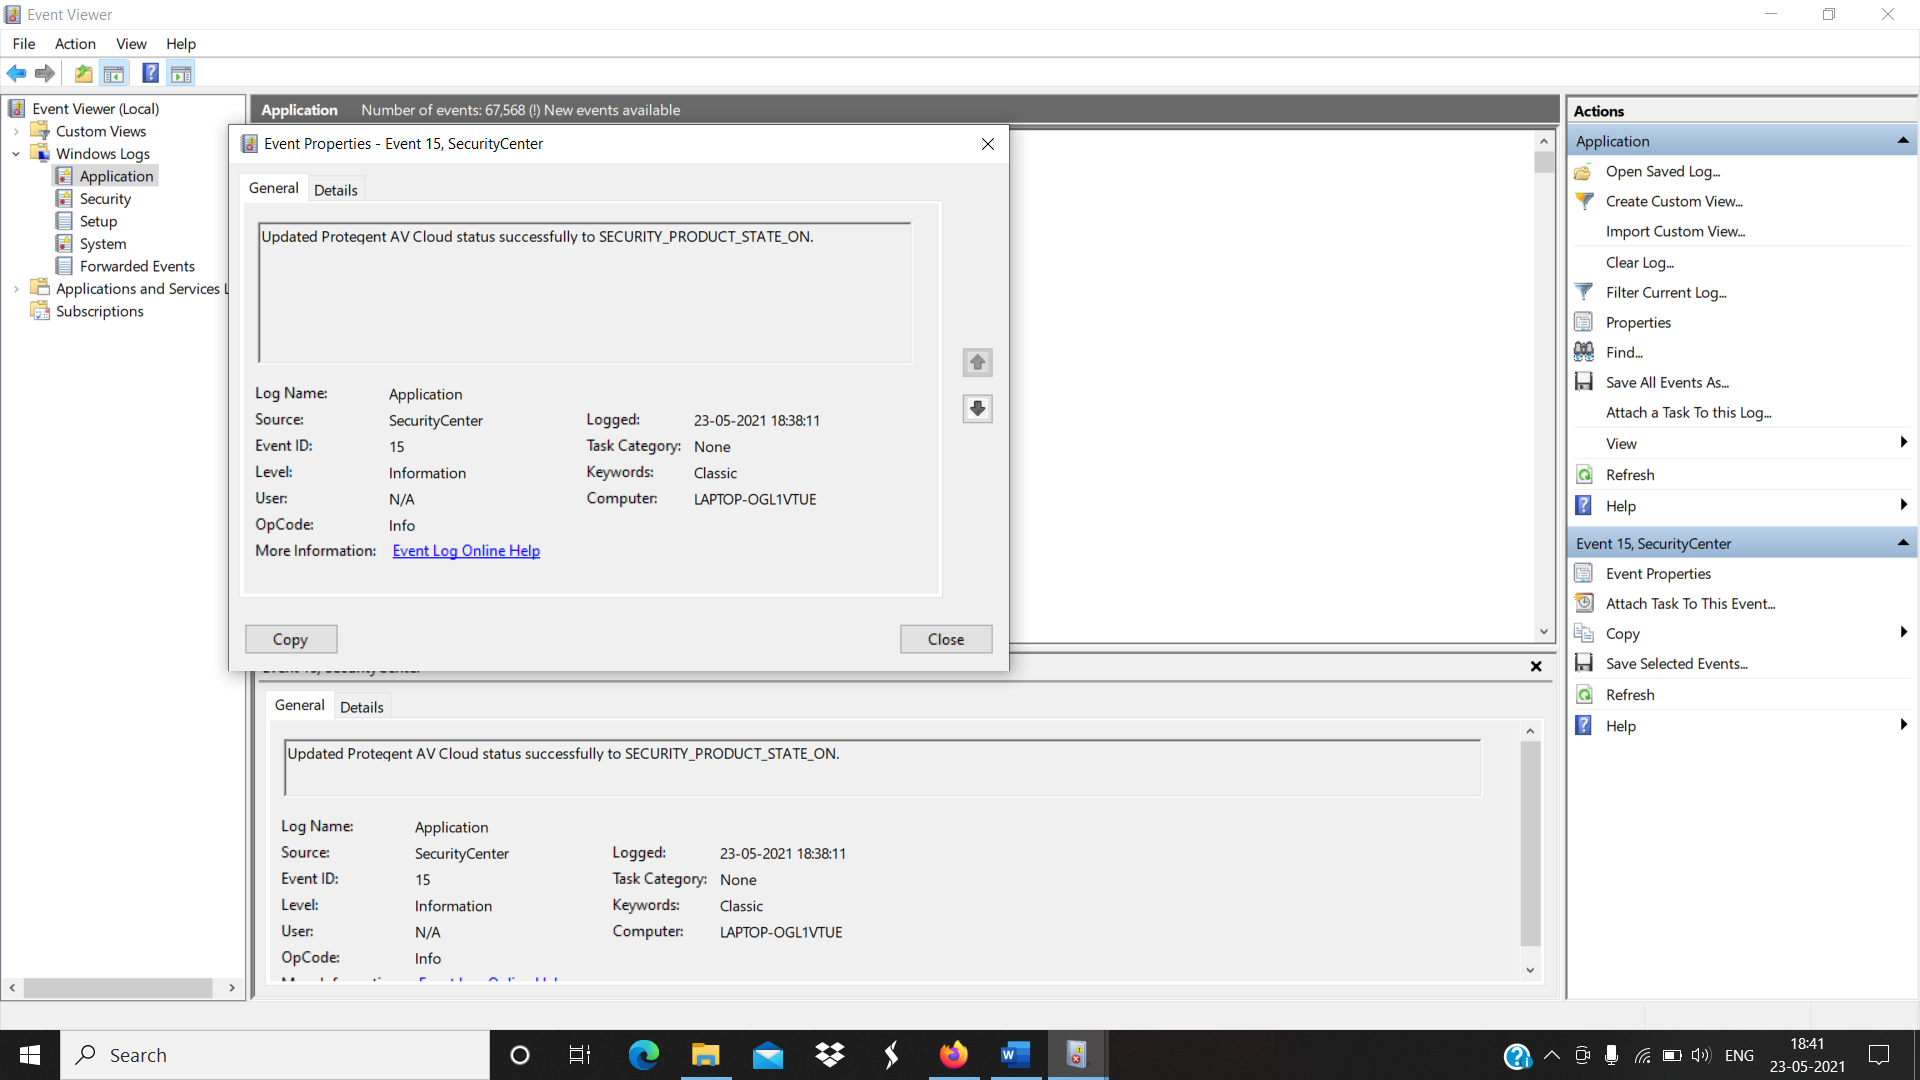 Event Viewer
File Action View Help
Event Viewer (Local)
Custom Views
Windows Logs
Application
Security
Setup
System
Forwarded Events
Applications and Services L
Subscriptions
Application Number of events: 67,568 (!) New events available
Event Properties - Event 15, SecurityCenter
General Details
Updated Protegent AV Cloud status successfully to SECURITY_PRODUCT_STATE_ON.
Log Name: Application
Source: SecurityCenter Logged: 23-05-2021 18:38:11
Event ID: 15 Task Category: None
Level: Information Keywords: Classic
User: N/A Computer: LAPTOP-OGL1VTUE
OpCode: Info
More Information: Event Log Online Help
Copy Close
General Details
Updated Protegent AV Cloud status successfully to SECURITY_PRODUCT_STATE_ON.
Log Name: Application
Source: SecurityCenter Logged: 23-05-2021 18:38:11
Event ID: 15 Task Category: None
Level: Information Keywords: Classic
User: N/A Computer: LAPTOP-OGL1VTUE
OpCode: Info
Actions
Application
Open Saved Log...
Create Custom View...
Import Custom View...
Clear Log...
Filter Current Log...
Properties
Find...
Save All Events As...
Attach a Task To this Log...
View
Refresh
Help
Event 15, SecurityCenter
Event Properties
Attach Task To This Event...
Copy
Save Selected Events...
Refresh
Help
Search
ENG
18:41
23-05-2021